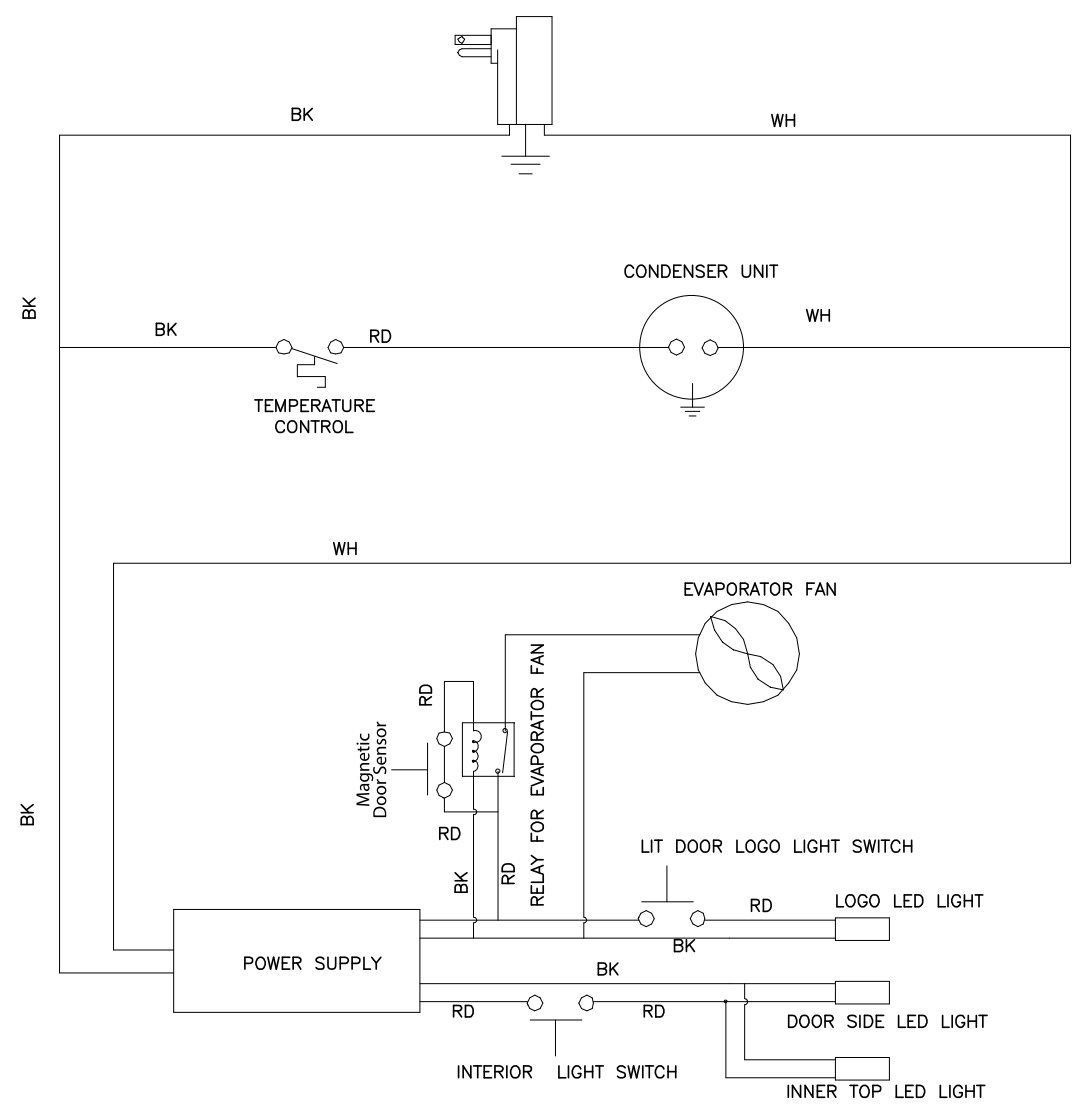 BK
WH
CONDENSER UNIT
BK
WH
BK
RD
TEMPERATURE
CONTROL
WH
EVAPORATOR FAN
RD
RELAY FOR EVAPORATOR FAN
Magnetic
Door Sensor
BK
RD
LIT DOOR LOGO LIGHT SWITCH
BK
RD
LOGO LED LIGHT
RD
BK
POWER SUPPLY
BK
RD
RD
DOOR SIDE LED LIGHT
INTERIOR LIGHT SWITCH
INNER TOP LED LIGHT